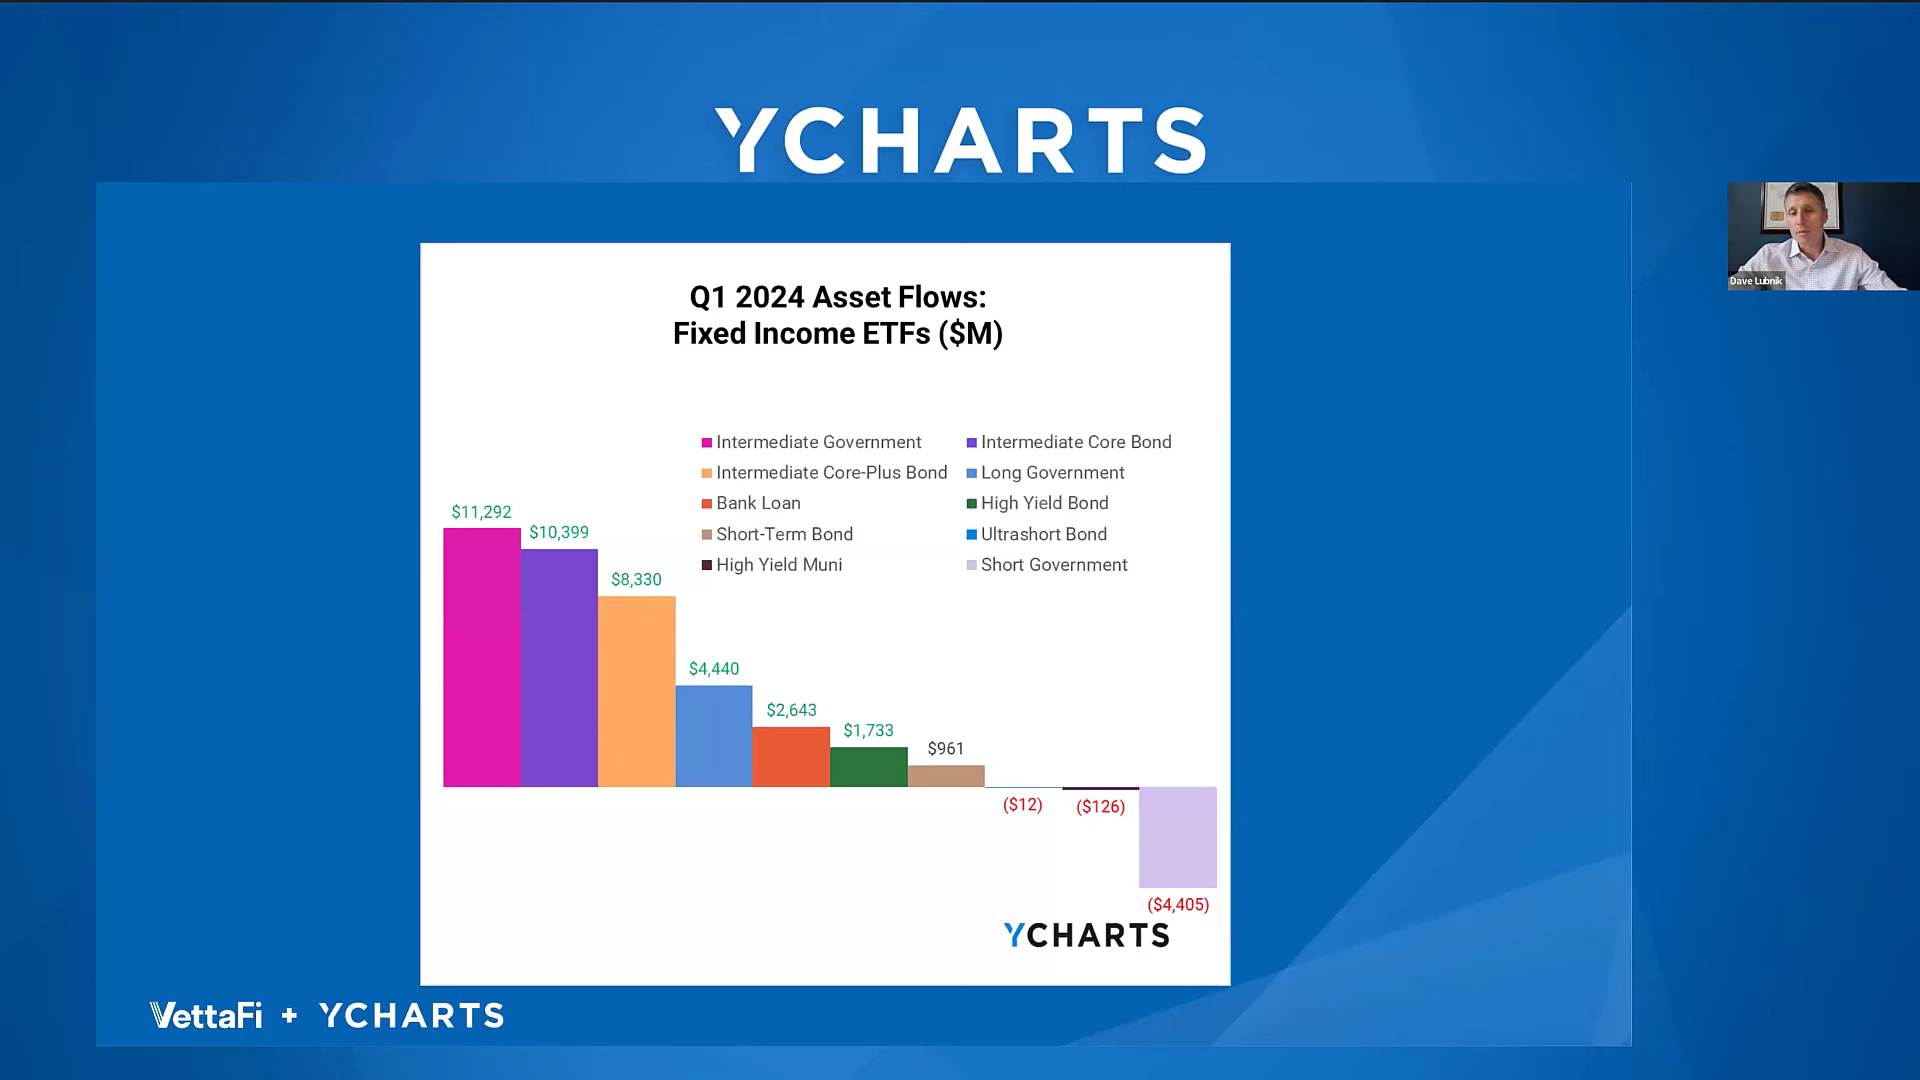 YCHARTS
Dave Lubnik
Q1 2024 Asset Flows:
Fixed Income ETFs ($M)
Intermediate Government
Intermediate Core Bond
Intermediate Core-Plus Bond
Long Government
Bank Loan
High Yield Bond
Short-Term Bond
Ultrashort Bond
High Yield Muni
Short Government
$11,292
$10,399
$8,330
$4,440
$2,643
$1,733
$961
($12)
($126)
($4,405)
YCHARTS
VettaFi + YCHARTS